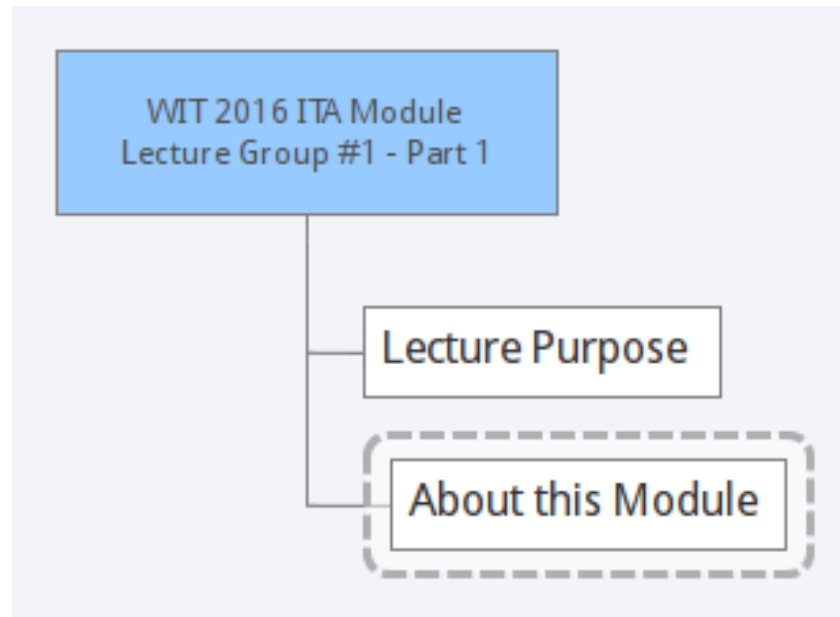 WIT 2016 ITA Module
Lecture Group #1 - Part 1
Lecture Purpose
About this Module